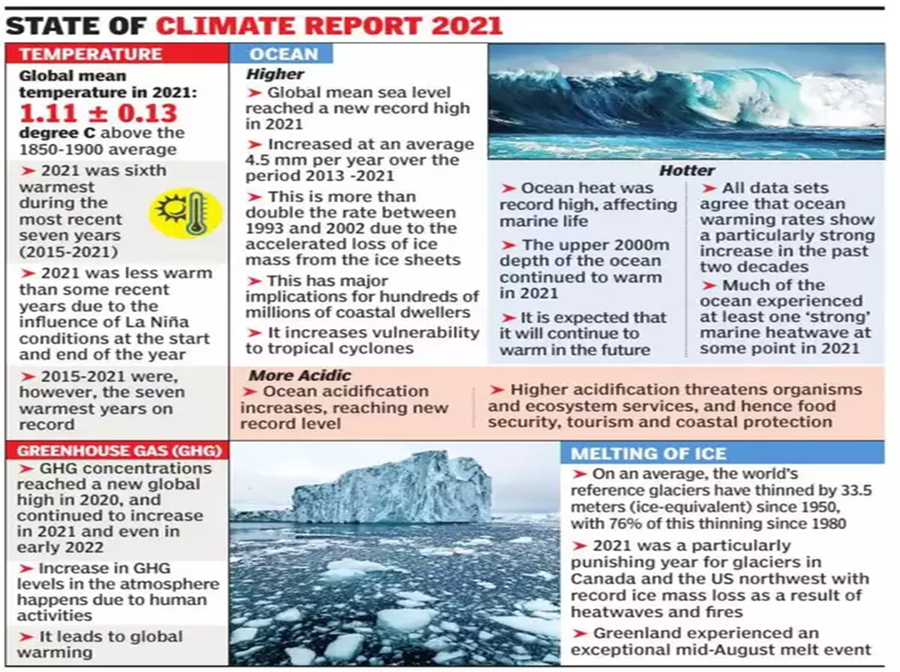 STATE OF CLIMATE REPORT 2021
TEMPERATURE
Global mean
temperature in 2021:
1.11 ± 0.13
degree C above the
1850-1900 average
➤ 2021 was sixth
warmest
during the
most recent
seven years
(2015-2021)
➤ 2021 was less warm
than some recent
years due to the
influence of La Niña
conditions at the start
and end of the year
➤ 2015-2021 were,
however, the seven
warmest years on
record
OCEAN
Higher
➤ Global mean sea level
reached a new record high
in 2021
➤ Increased at an average
4.5 mm per year over the
period 2013 -2021
➤ This is more than
double the rate between
1993 and 2002 due to the
accelerated loss of ice
mass from the ice sheets
➤ This has major
implications for hundreds of
millions of coastal dwellers
➤ It increases vulnerability
to tropical cyclones
Hotter
➤ Ocean heat was
record high, affecting
marine life
➤ The upper 2000m
depth of the ocean
continued to warm
in 2021
➤ It is expected that
it will continue to
warm in the future
➤ All data sets
agree that ocean
warming rates show
a particularly strong
increase in the past
two decades
➤ Much of the
ocean experienced
at least one ‘strong’
marine heatwave at
some point in 2021
More Acidic
➤ Ocean acidification
increases, reaching new
record level
➤ Higher acidification threatens organisms
and ecosystem services, and hence food
security, tourism and coastal protection
GREENHOUSE GAS (GHG)
➤ GHG concentrations
reached a new global
high in 2020, and
continued to increase
in 2021 and even in
early 2022
➤ Increase in GHG
levels in the atmosphere
happens due to human
activities
➤ It leads to global
warming
MELTING OF ICE
➤ On an average, the world's
reference glaciers have thinned by 33.5
meters (ice-equivalent) since 1950,
with 76% of this thinning since 1980
➤ 2021 was a particularly
punishing year for glaciers in
Canada and the US northwest with
record ice mass loss as a result of
heatwaves and fires
➤ Greenland experienced an
exceptional mid-August melt event